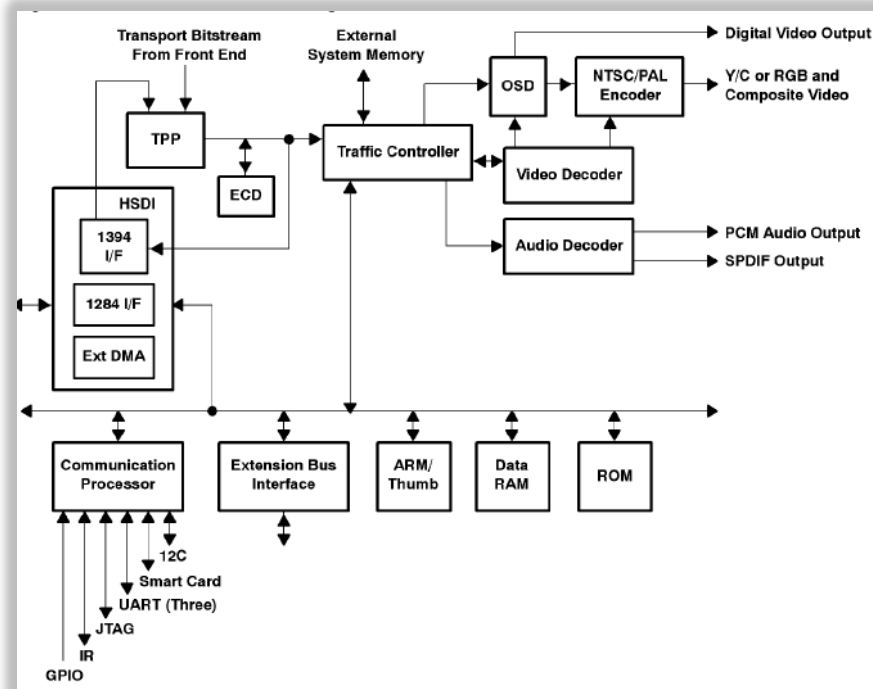 Transport Bitstream
From Front End
External
System Memory
Digital Video Output
OSD
NTSC/PAL
Encoder
Y/C or RGB and
Composite Video
TPP
Traffic Controller
ECD
Video Decoder
HSDI
1394
I/F
Audio Decoder
PCM Audio Output
SPDIF Output
1284 I/F
Ext DMA
Communication
Processor
Extension Bus
Interface
ARM/
Thumb
Data
RAM
ROM
12C
Smart Card
UART (Three)
JTAG
IR
GPIO